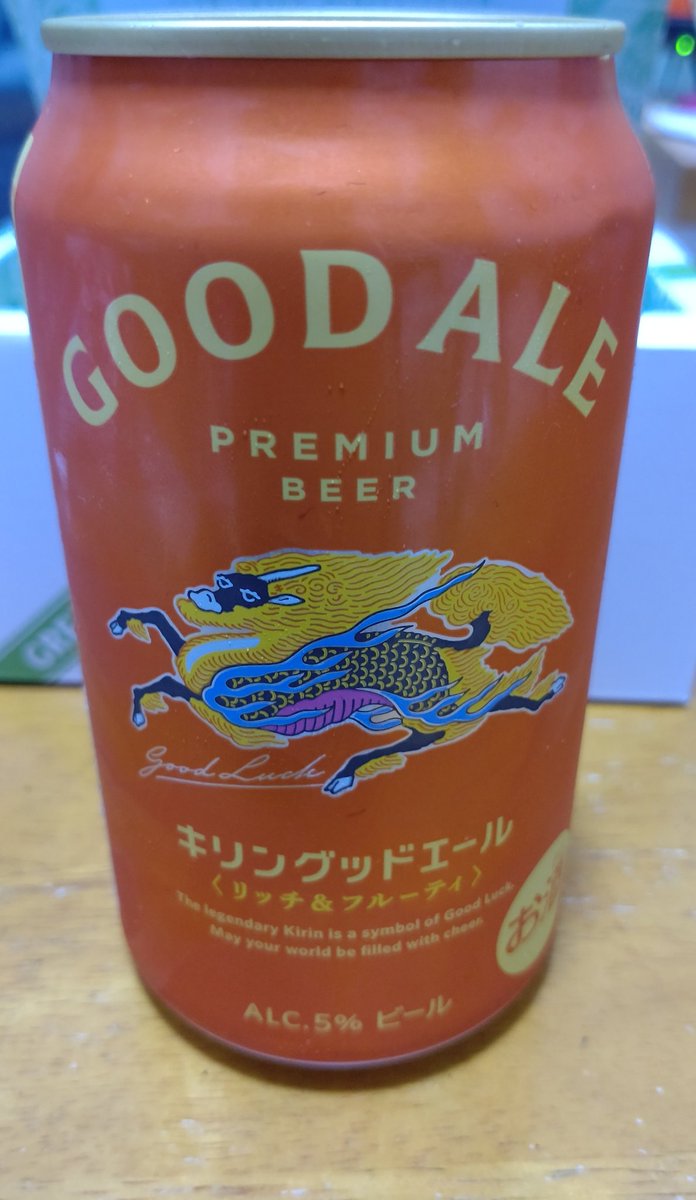 GOOD ALE
PREMIUM
BEER
Good Luck
キリングッドエール
〈リッチ&フルーティ〉
The legendary Kirin is a symbol of Good Luck.
May your world be filled with cheer.
お酒
ALC.5% ビール